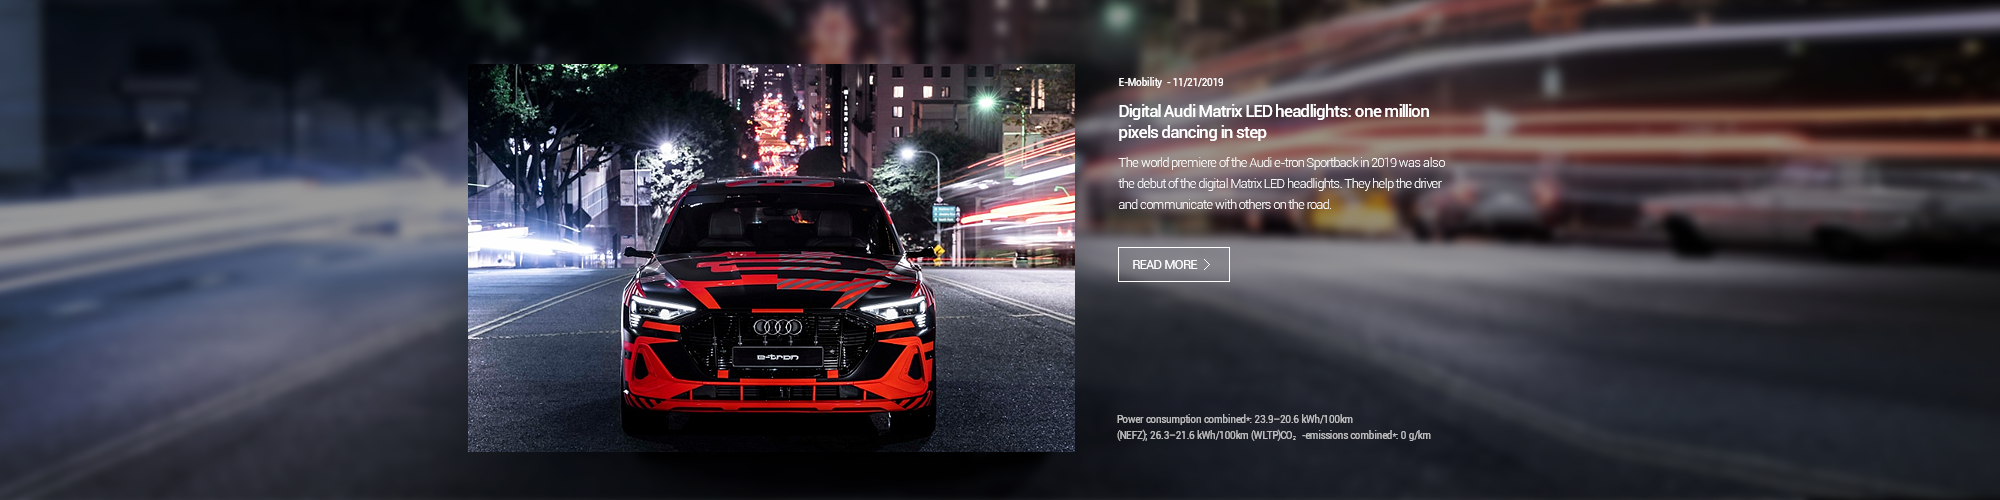 E-Mobility - 11/21/2019
Digital Audi Matrix LED headlights: one million
pixels dancing in step
The world premiere of the Audi e-tron Sportback in 2019 was also
the debut of the digital Matrix LED headlights. They help the driver
and communicate with others on the road.
READ MORE
e-tron
Power consumption combined*: 23.9–20.6 kWh/100km
(NEFZ); 26.3–21.6 kWh/100km (WLTP)CO₂ -emissions combined*: 0 g/km